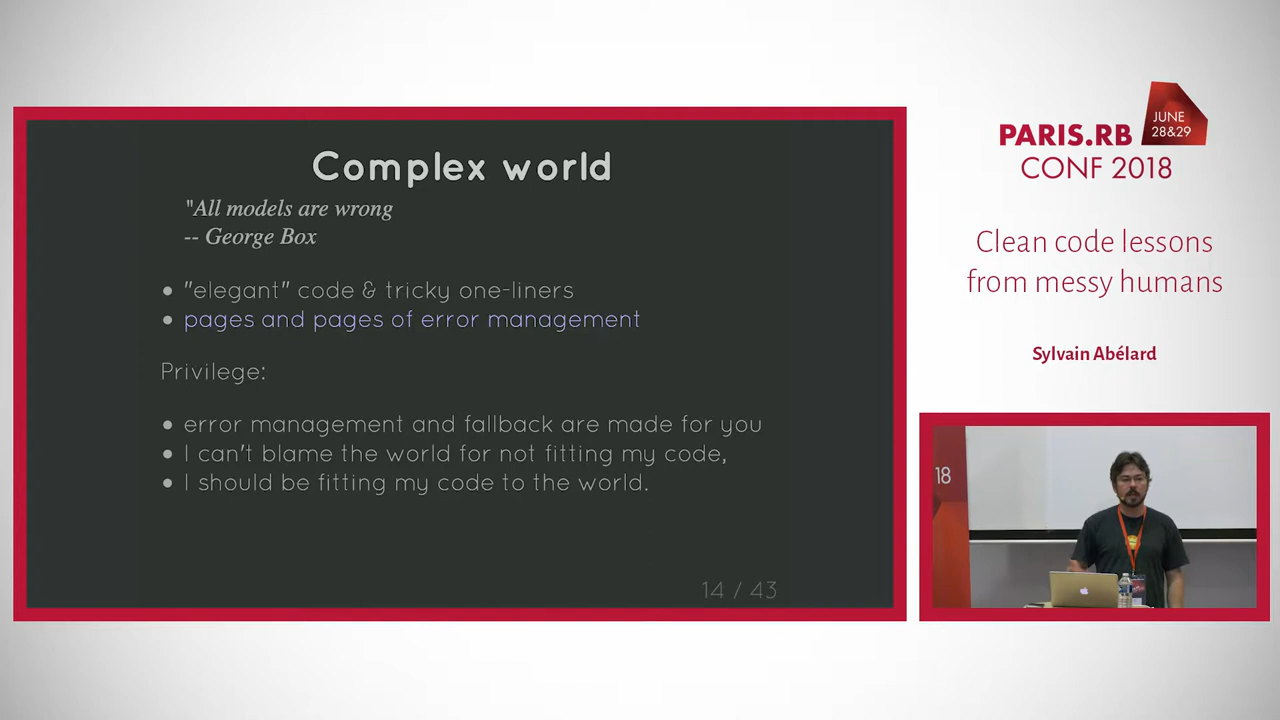 Complex world
"All models are wrong
-- George Box
"elegant" code & tricky one-liners
pages and pages of error management
Privilege:
error management and fallback are made for you
I can't blame the world for not fitting my code,
I should be fitting my code to the world.
14 / 43
PARIS.RB
JUNE
28&29
CONF 2018
Clean code lessons
from messy humans
Sylvain Abélard
18